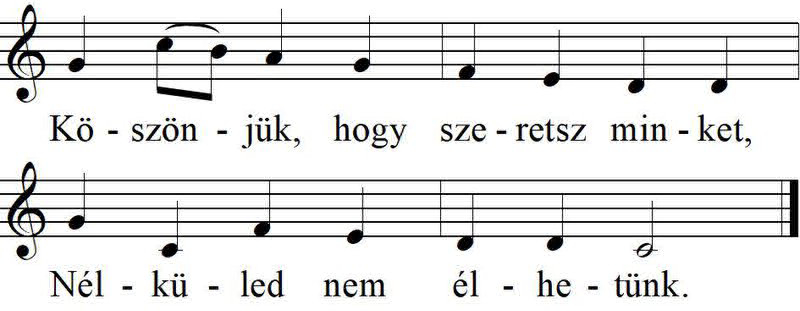 Kö - szön - jük, hogy sze - retsz min - ket,
Nél - kü - led nem él - he - tünk.